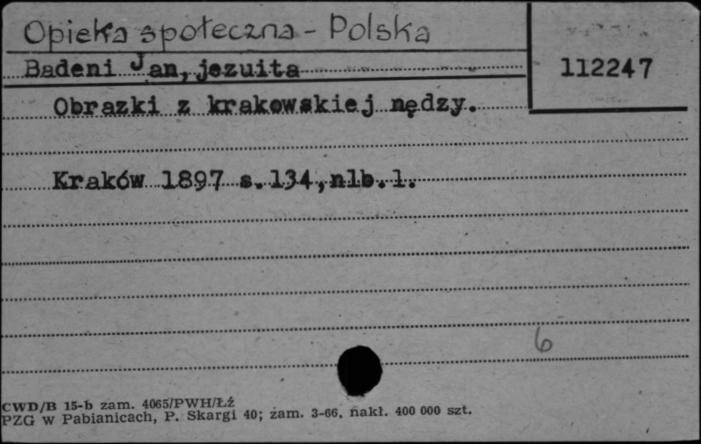 Opieka społeczna - Polska
Badeni Jan, jezuita
112247
Obrazki z krakowskiej nędzy.
Kraków 1897 s.134,nlb.1.
6
CWD/B 15-b zam. 4065/PWH/Łź
PZG w Pabianicach, P. Skargi 40; zam. 3-66, nakł. 400 000 szt.